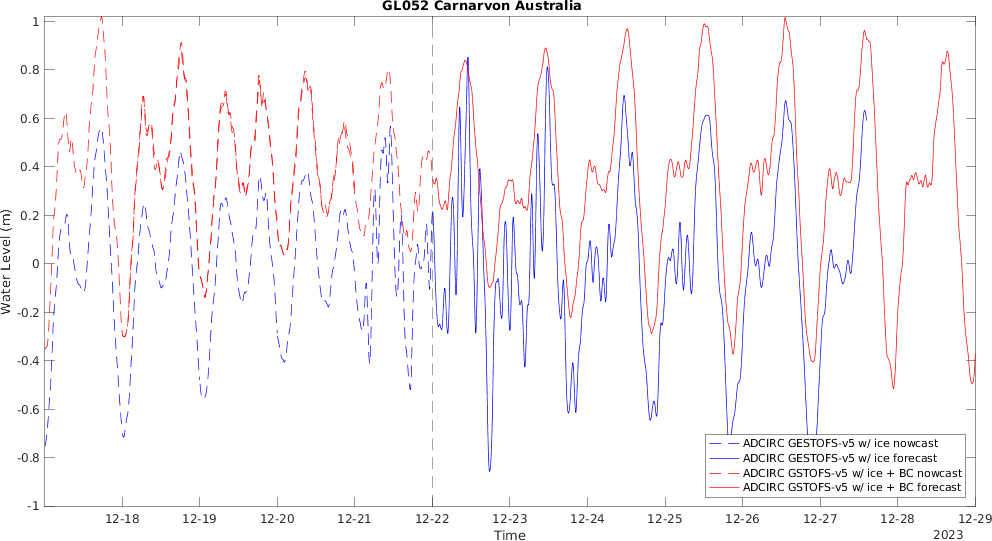 GL052 Carnarvon Australia
Water Level (m)
1
0.8
0.6
0.4
0.2
0
-0.2
-0.4
-0.6
-0.8
-1
ADCIRC GESTOFS-v5 w/ ice nowcast
ADCIRC GESTOFS-v5 w/ ice forecast
ADCIRC GSTOFS-v5 w/ ice + BC nowcast
ADCIRC GSTOFS-v5 w/ ice + BC forecast
12-18 12-19 12-20 12-21 12-22 12-23 12-24 12-25 12-26 12-27 12-28 12-29
Time
2023